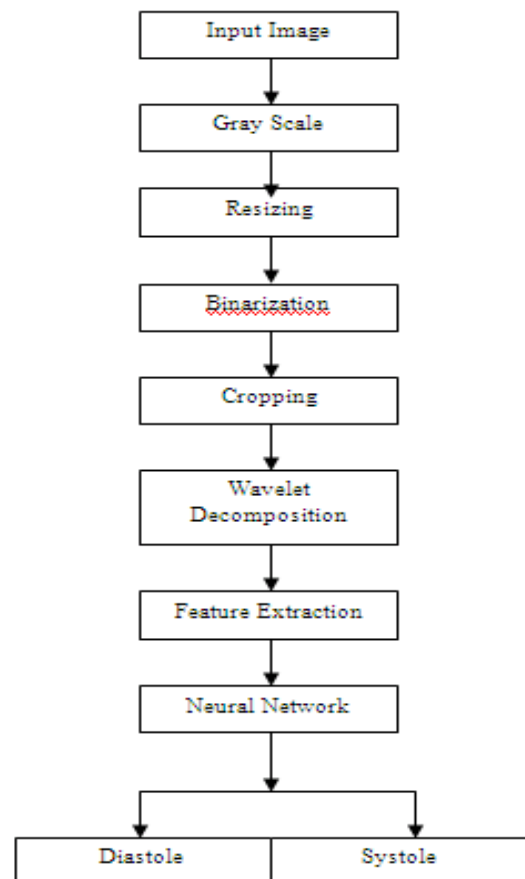 Input Image
Gray Scale
Resizing
Binarization
Cropping
Wavelet
Decomposition
Feature Extraction
Neural Network
Diastole
Systole